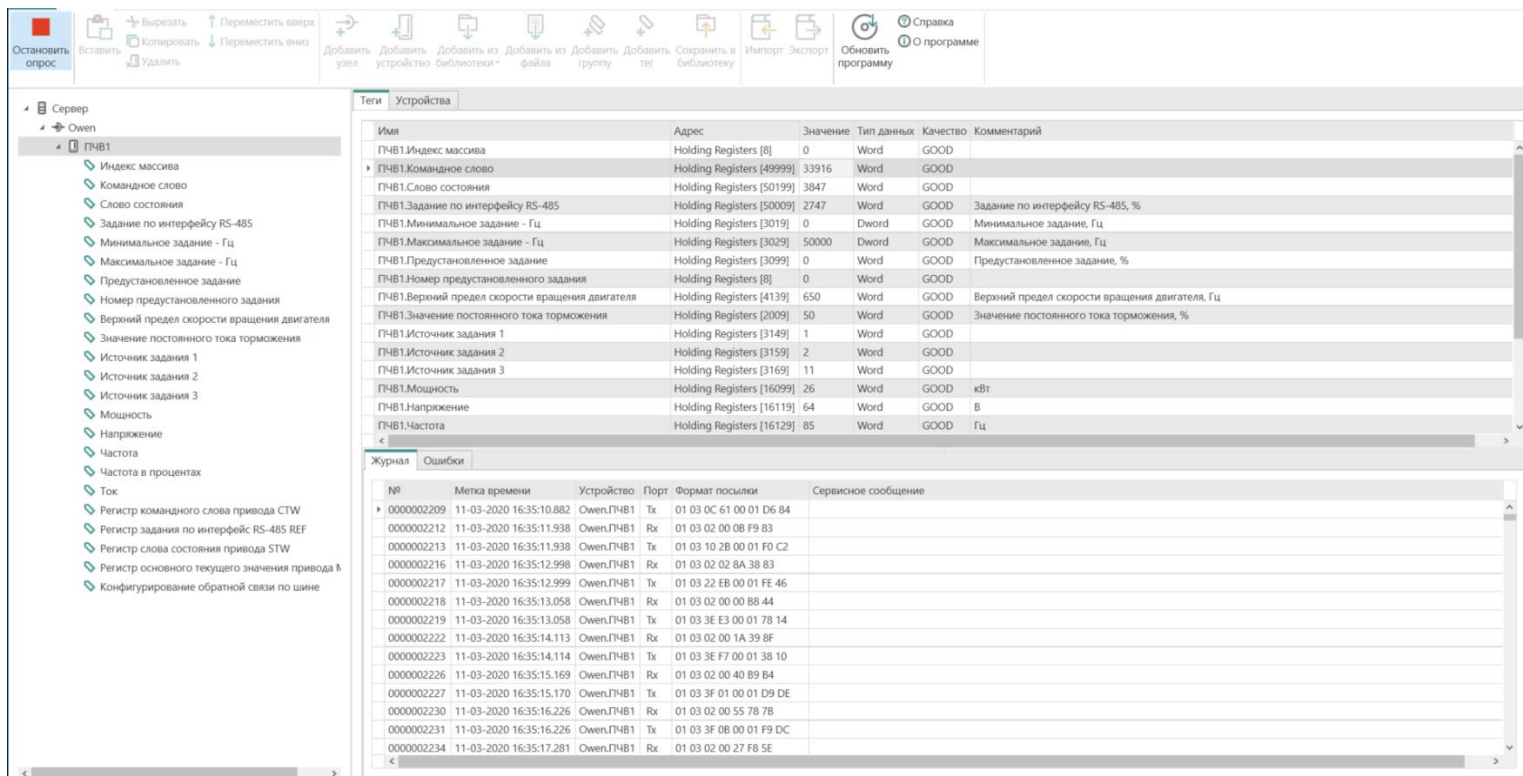 Остановить опрос
Вставить
Вырезать
Копировать
Удалить
Переместить вверх
Переместить вниз
Добавить узел
Добавить устройство
Добавить из библиотеки
Добавить из файла
Добавить группу
Добавить тег
Сохранить в библиотеку
Импорт
Экспорт
Обновить программу
Справка
О программе
Сервер
Owen
ПЧВ1
Индекс массива
Командное слово
Слово состояния
Задание по интерфейсу RS-485
Минимальное задание - Гц
Максимальное задание - Гц
Предустановленное задание
Номер предустановленного задания
Верхний предел скорости вращения двигателя
Значение постоянного тока торможения
Источник задания 1
Источник задания 2
Источник задания 3
Мощность
Напряжение
Частота
Частота в процентах
Ток
Регистр командного слова привода CTW
Регистр задания по интерфейс RS-485 REF
Регистр слова состояния привода STW
Регистр основного текущего значения привода
Конфигурирование обратной связи по шине
Теги Устройства
Имя Адрес Значение Тип данных Качество Комментарий
ПЧВ1.Индекс массива Holding Registers [8] 0 Word GOOD
ПЧВ1.Командное слово Holding Registers [49999] 33916 Word GOOD
ПЧВ1.Слово состояния Holding Registers [50199] 3847 Word GOOD
ПЧВ1.Задание по интерфейсу RS-485 Holding Registers [50009] 2747 Word GOOD Задание по интерфейсу RS-485, %
ПЧВ1.Минимальное задание - Гц Holding Registers [3019] 0 Dword GOOD Минимальное задание, Гц
ПЧВ1.Максимальное задание - Гц Holding Registers [3029] 50000 Dword GOOD Максимальное задание, Гц
ПЧВ1.Предустановленное задание Holding Registers [3099] 0 Word GOOD Предустановленное задание, %
ПЧВ1.Номер предустановленного задания Holding Registers [8] 0 Word GOOD
ПЧВ1.Верхний предел скорости вращения двигателя Holding Registers [4139] 650 Word GOOD Верхний предел скорости вращения двигателя, Гц
ПЧВ1.Значение постоянного тока торможения Holding Registers [2009] 50 Word GOOD Значение постоянного тока торможения, %
ПЧВ1.Источник задания 1 Holding Registers [3149] 1 Word GOOD
ПЧВ1.Источник задания 2 Holding Registers [3159] 2 Word GOOD
ПЧВ1.Источник задания 3 Holding Registers [3169] 11 Word GOOD
ПЧВ1.Мощность Holding Registers [16099] 26 Word GOOD кВт
ПЧВ1.Напряжение Holding Registers [16119] 64 Word GOOD В
ПЧВ1.Частота Holding Registers [16129] 85 Word GOOD Гц
Журнал Ошибки
№ Метка времени Устройство Порт Формат посылки Сервисное сообщение
0000002209 11-03-2020 16:35:10.882 Owen.ПЧВ1 Tx 01 03 0C 61 00 01 D6 84
0000002212 11-03-2020 16:35:11.938 Owen.ПЧВ1 Rx 01 03 02 00 0B F9 83
0000002213 11-03-2020 16:35:11.938 Owen.ПЧВ1 Tx 01 03 10 2B 00 01 F0 C2
0000002216 11-03-2020 16:35:12.998 Owen.ПЧВ1 Rx 01 03 02 02 8A 38 83
0000002217 11-03-2020 16:35:12.999 Owen.ПЧВ1 Tx 01 03 22 EB 00 01 FE 46
0000002218 11-03-2020 16:35:13.058 Owen.ПЧВ1 Rx 01 03 02 00 00 B8 44
0000002219 11-03-2020 16:35:13.058 Owen.ПЧВ1 Tx 01 03 3E E3 00 01 78 14
0000002222 11-03-2020 16:35:14.113 Owen.ПЧВ1 Rx 01 03 02 00 1A 39 8F
0000002223 11-03-2020 16:35:14.114 Owen.ПЧВ1 Tx 01 03 3E F7 00 01 38 10
0000002226 11-03-2020 16:35:15.169 Owen.ПЧВ1 Rx 01 03 02 00 40 B9 B4
0000002227 11-03-2020 16:35:15.170 Owen.ПЧВ1 Tx 01 03 3F 01 00 01 D9 DE
0000002230 11-03-2020 16:35:16.226 Owen.ПЧВ1 Rx 01 03 02 00 55 78 7B
0000002231 11-03-2020 16:35:16.226 Owen.ПЧВ1 Tx 01 03 3F 0B 00 01 F9 DC
0000002234 11-03-2020 16:35:17.281 Owen.ПЧВ1 Rx 01 03 02 00 27 F8 5E